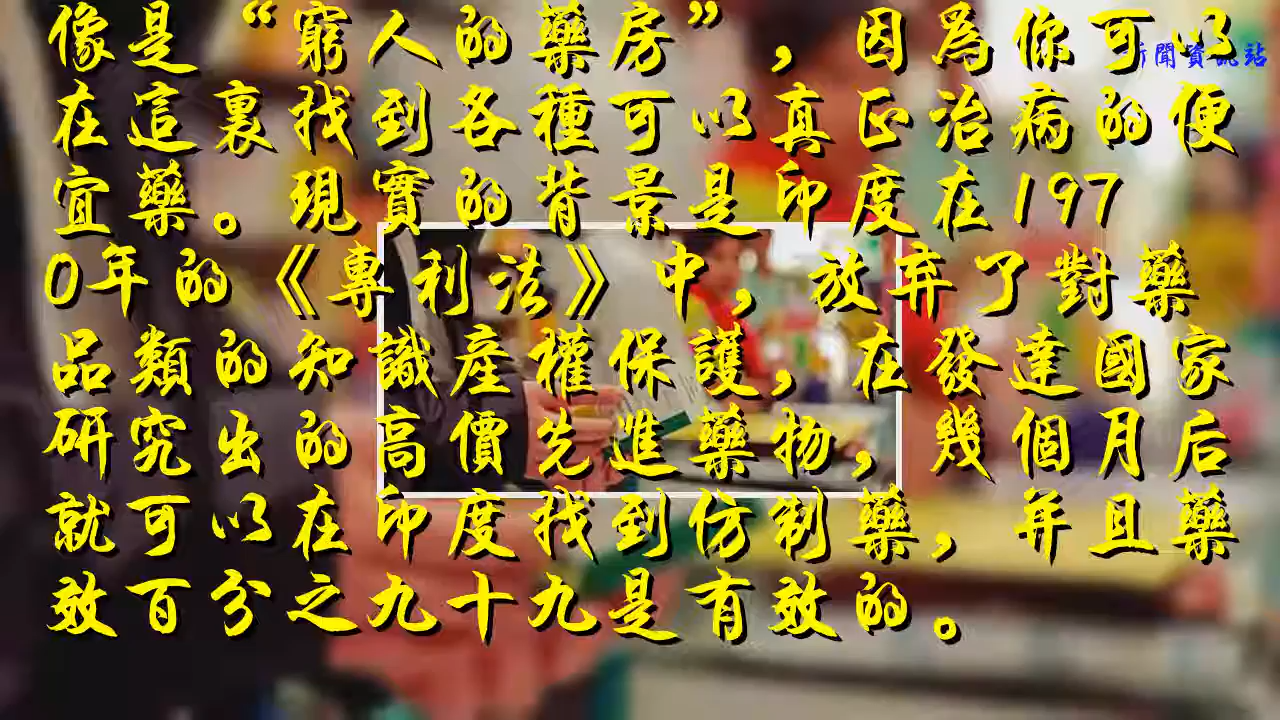 像是“窮人的藥房”，因為你可以
新聞資訊站
在這裏找到各種可以真正治病的便
宜藥。現實的背景是印度在197
0年的《專利法》中，放弃了對藥
品類的知識產權保護，在發達國家
研究出的高價先進藥物，幾個月后
就可以在印度找到仿制藥，并且藥
效百分之九十九是有效的。